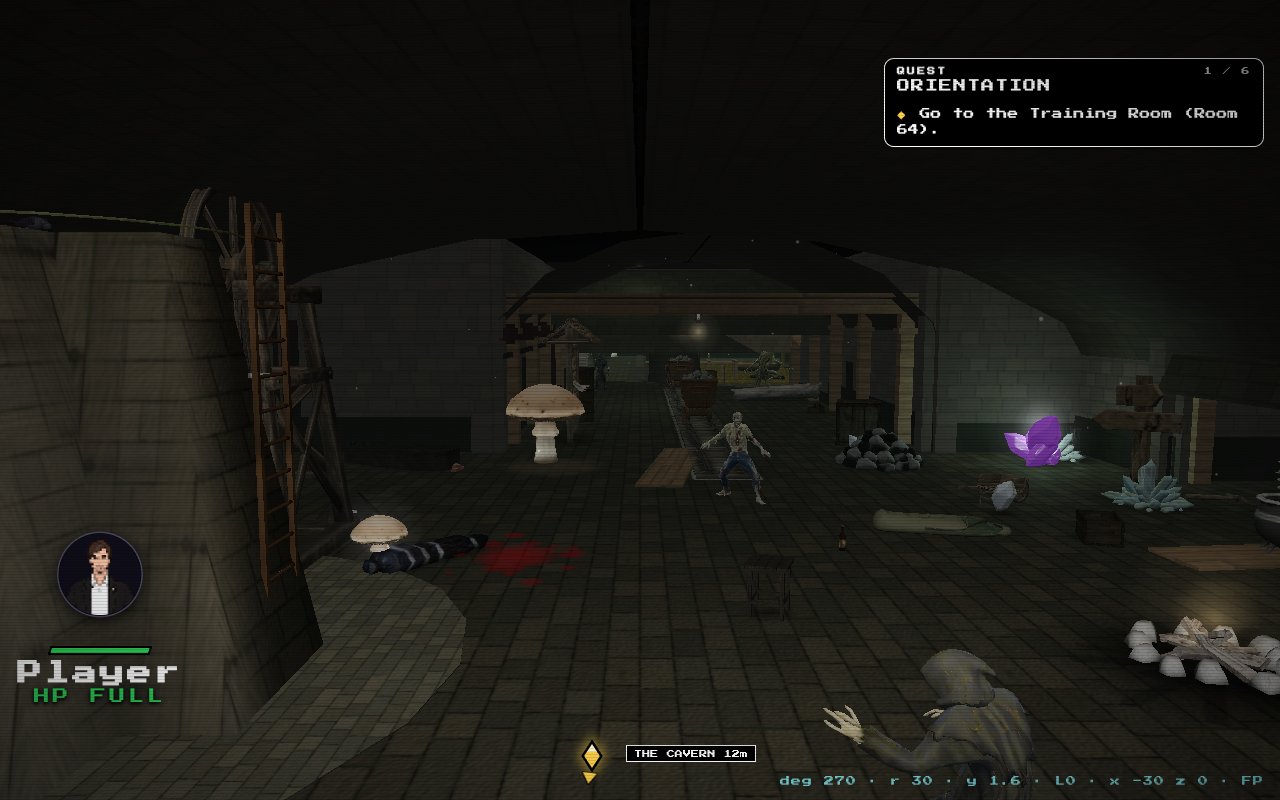 QUEST
1 / 6
ORIENTATION
◆ Go to the Training Room (Room
64).
Player
HP FULL
THE CAVERN 12m
deg 270 · r 30 · y 1.6 · L0 · x -30 z 0 · FP